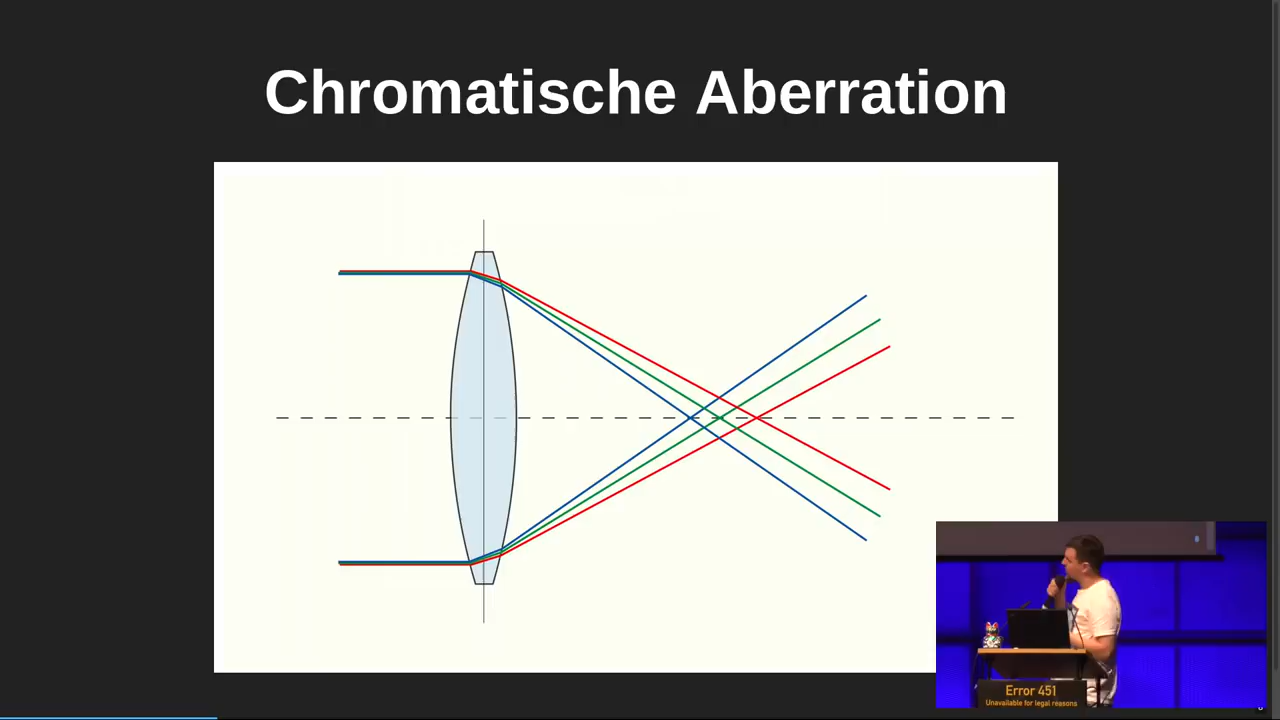 Chromatische Aberration
Error 451
Unavailable for legal reasons